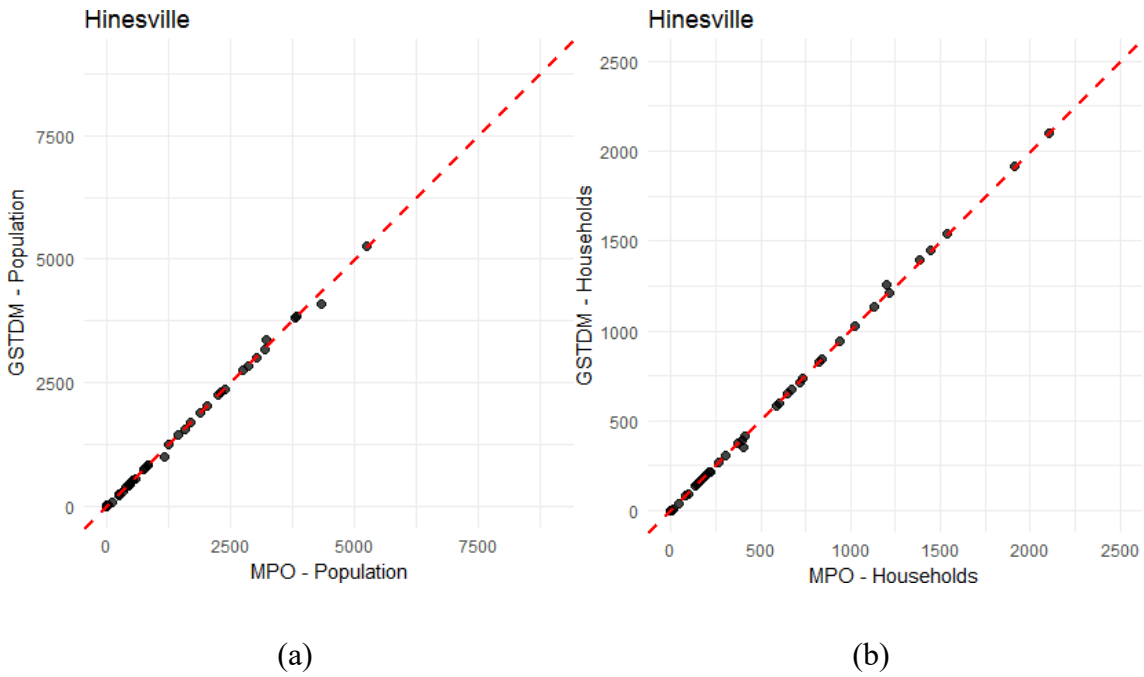 Hinesville
GSTDM - Population
7500
5000
2500
0
0 2500 5000 7500
MPO - Population
(a)
Hinesville
GSTDM - Households
2500
2000
1500
1000
500
0
0 500 1000 1500 2000 2500
MPO - Households
(b)